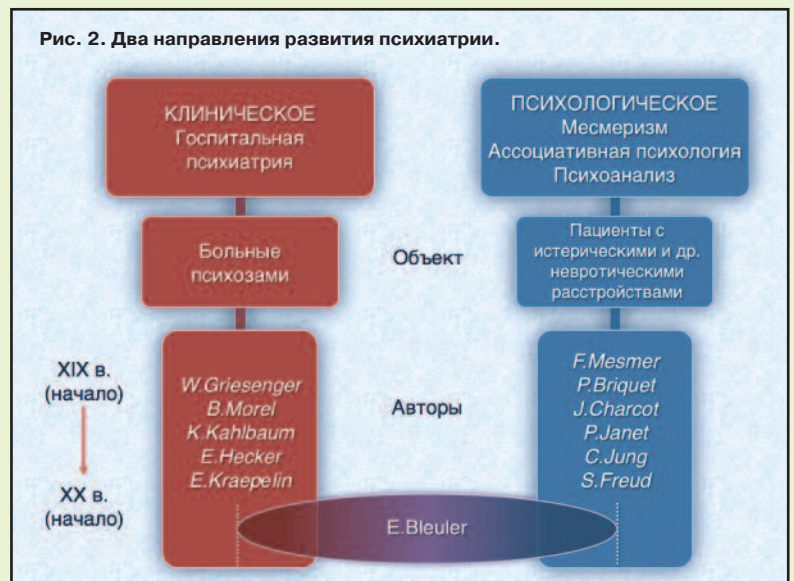 Рис. 2. Два направления развития психиатрии.
КЛИНИЧЕСКОЕ
Госпитальная
психиатрия
ПСИХОЛОГИЧЕСКОЕ
Месмеризм
Ассоциативная психология
Психоанализ
Больные
психозами
Объект
Пациенты с
истерическими и др.
невротическими
расстройствами
XIX в.
(начало)
XX в.
(начало)
W.Griesenger
B.Morel
K.Kahlbaum
E.Hecker
E.Kraepelin
Авторы
F.Mesmer
P.Briquet
J.Charcot
P.Janet
C.Jung
S.Freud
E.Bleuler